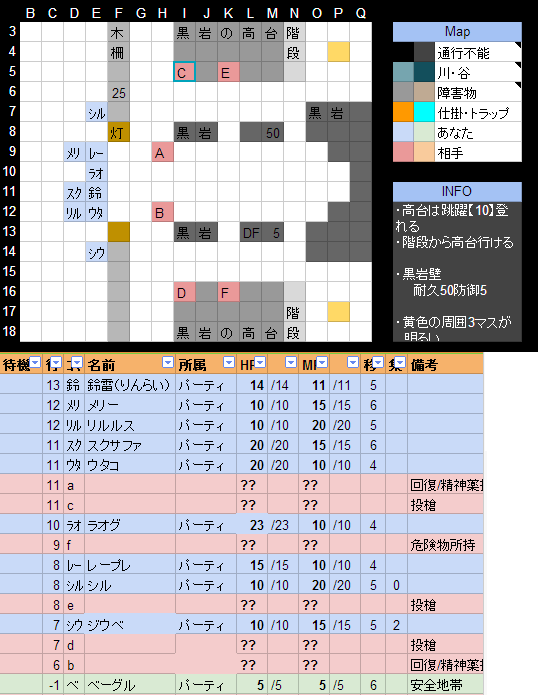 B C D E F G H I J K L M N O P Q
3 木 黒 岩 の 高 台 階
4 柵 段
5 C E
6 25
7 シル 黒 岩
8 灯 黒 岩 50
9 メリ レー A
10 ラオ
11 スク 鈴
12 リル ウタ B
13 黒 岩 DF 5
14 シウ
15
16 D F
17 階
18 黒 岩 の 高 台 段
Map
通行不能
川・谷
障害物
仕掛・トラップ
あなた
相手
INFO
・高台は跳躍【10】登
れる
・階段から高台行ける
・黒岩壁
耐久50防御5
・黄色の周囲3マスが
明るい
待機 行 名前 所属 HP MP 移 備考
13 鈴 鈴雷(りんらい) パーティ 14 /14 11 /11 5
12 メリ メリー パーティ 10 /10 15 /15 6
12 リル リルルス パーティ 10 /10 20 /20 5
11 スク スクサファ パーティ 20 /20 15 /15 6
11 ウタ ウタコ パーティ 20 /20 10 /10 4
11 a ?? ?? 回復/精神薬
11 c ?? ?? 投槍
10 ラオ ラオグ パーティ 23 /23 10 /10 4
9 f ?? ?? 危険物所持
8 レー レープレ パーティ 15 /15 10 /10 4
8 シル シル パーティ 10 /10 20 /20 5 0
8 e ?? ?? 投槍
7 シウ ジウベ パーティ 10 /10 15 /15 5 2
7 d ?? ?? 投槍
6 b ?? ?? 回復/精神薬
-1 ベ ベーグル パーティ 5 /5 5 /5 6 安全地帯